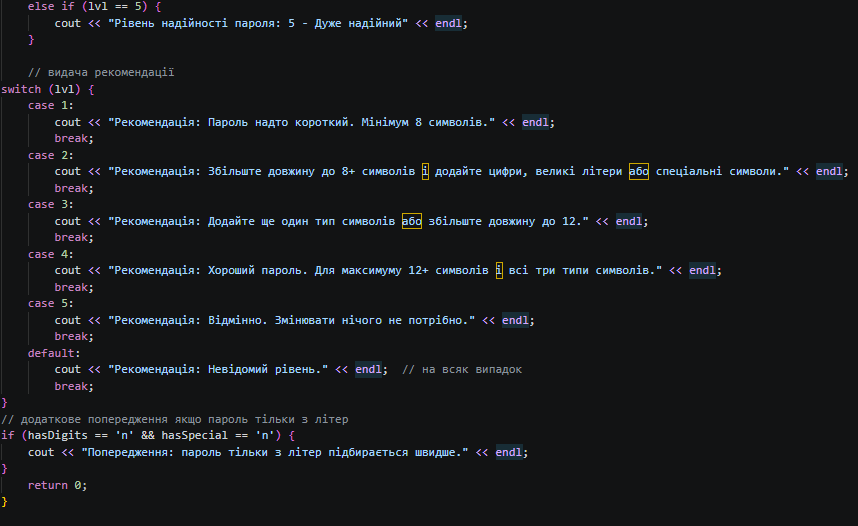 else if (lvl == 5) {
cout << "Рівень надійності пароля: 5 - Дуже надійний" << endl;
}
// видача рекомендації
switch (lvl) {
case 1:
cout << "Рекомендація: Пароль надто короткий. Мінімум 8 символів." << endl;
break;
case 2:
cout << "Рекомендація: Збільште довжину до 8+ символів і додайте цифри, великі літери або спеціальні символи." << endl;
break;
case 3:
cout << "Рекомендація: Додайте ще один тип символів або збільште довжину до 12." << endl;
break;
case 4:
cout << "Рекомендація: Хороший пароль. Для максимуму 12+ символів і всі три типи символів." << endl;
break;
case 5:
cout << "Рекомендація: Відмінно. Змінювати нічого не потрібно." << endl;
break;
default:
cout << "Рекомендація: Невідомий рівень." << endl; // на всяк випадок
break;
}
// додаткове попередження якщо пароль тільки з літер
if (hasDigits == 'n' && hasSpecial == 'n') {
cout << "Попередження: пароль тільки з літер підбирається швидше." << endl;
}
return 0;
}